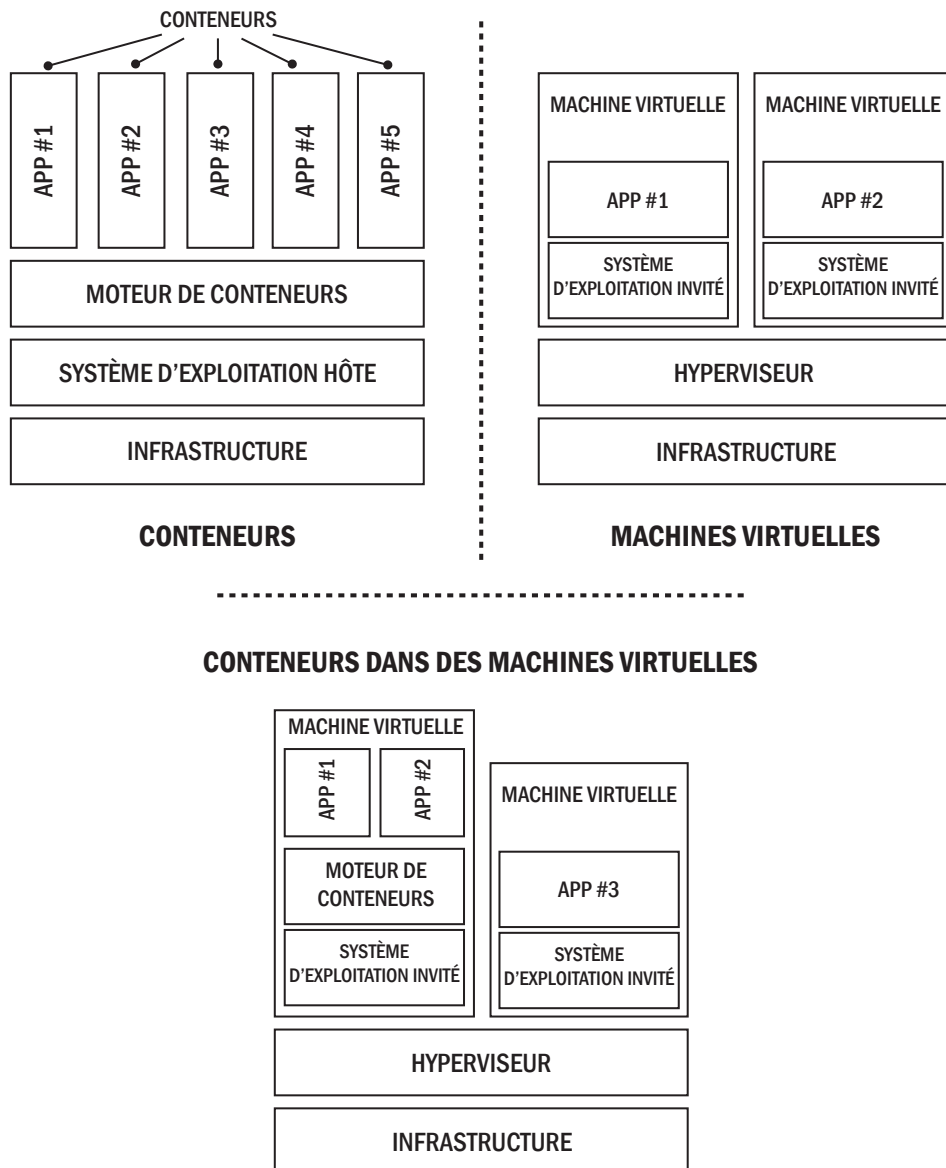 CONTENEURS
APP #1
APP #2
APP #3
APP #4
APP #5
MOTEUR DE CONTENEURS
SYSTÈME D'EXPLOITATION HÔTE
INFRASTRUCTURE
CONTENEURS
MACHINE VIRTUELLE
APP #1
SYSTÈME
D'EXPLOITATION INVITÉ
MACHINE VIRTUELLE
APP #2
SYSTÈME
D'EXPLOITATION INVITÉ
HYPERVISEUR
INFRASTRUCTURE
MACHINES VIRTUELLES
CONTENEURS DANS DES MACHINES VIRTUELLES
MACHINE VIRTUELLE
APP #1
APP #2
MOTEUR DE
CONTENEURS
SYSTÈME
D'EXPLOITATION INVITÉ
MACHINE VIRTUELLE
APP #3
SYSTÈME
D'EXPLOITATION INVITÉ
HYPERVISEUR
INFRASTRUCTURE